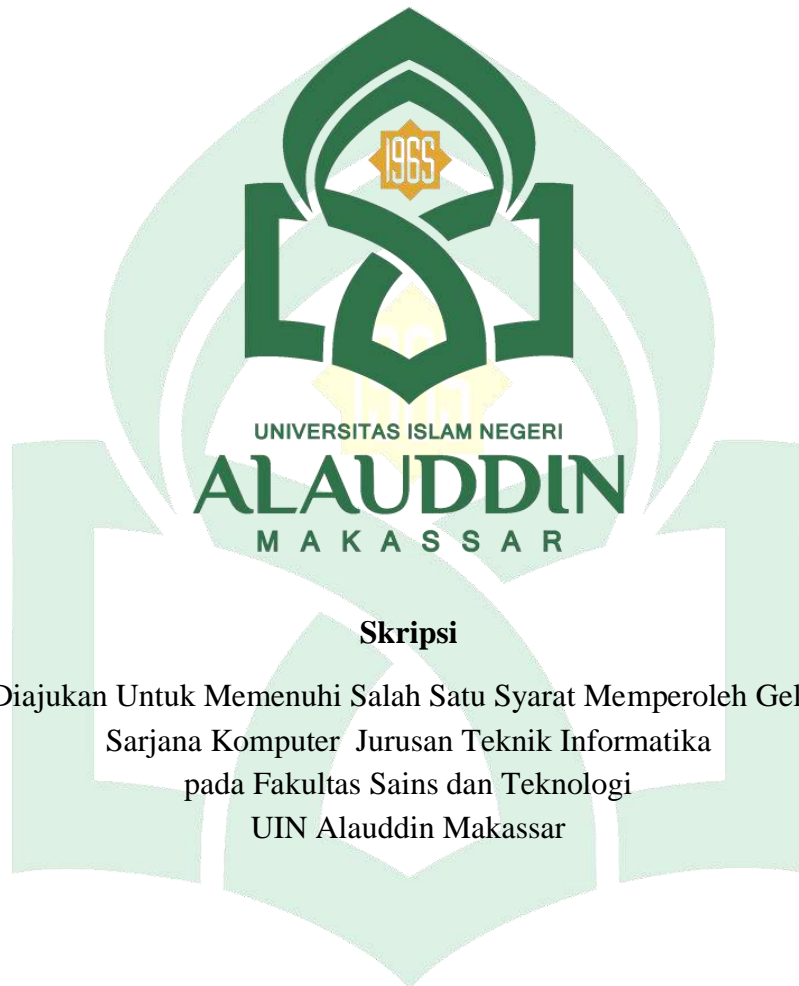 1965
UNIVERSITAS ISLAM NEGERI
ALAUDDIN
MAKASSAR
Skripsi
Diajukan Untuk Memenuhi Salah Satu Syarat Memperoleh Gel
Sarjana Komputer Jurusan Teknik Informatika
pada Fakultas Sains dan Teknologi
UIN Alauddin Makassar